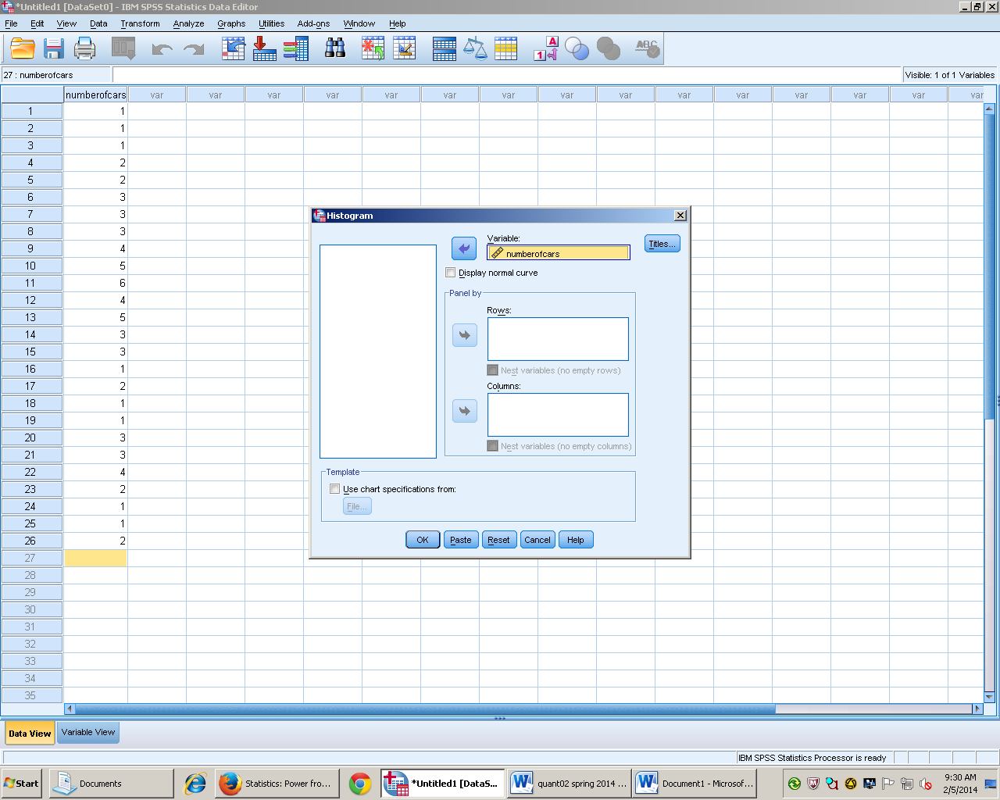 *Untitled1 [DataSet0] - IBM SPSS Statistics Data Editor
File Edit View Data Transform Analyze Graphs Utilities Add-ons Window Help
27 : numberofcars
Visible: 1 of 1 Variables
numberofcars var var var var var var var var var var var var var var var
1 1
2 1
3 1
4 2
5 2
6 3
7 3
8 3
9 4
10 5
11 6
12 4
13 5
14 3
15 3
16 1
17 2
18 1
19 1
20 3
21 3
22 4
23 2
24 1
25 1
26 2
27
28
29
30
31
32
33
34
35
Histogram
Variable:
numberofcars
Titles...
Display normal curve
Panel by
Rows:
Nest variables (no empty rows)
Columns:
Nest variables (no empty columns)
Template
Use chart specifications from:
File...
OK Paste Reset Cancel Help
Data View Variable View
IBM SPSS Statistics Processor is ready
Start Documents Statistics: Power fro... *Untitled1 [DataS... quant02 spring 2014 ... Document1 - Microsof...
9:30 AM
2/5/2014
A
1
ABC